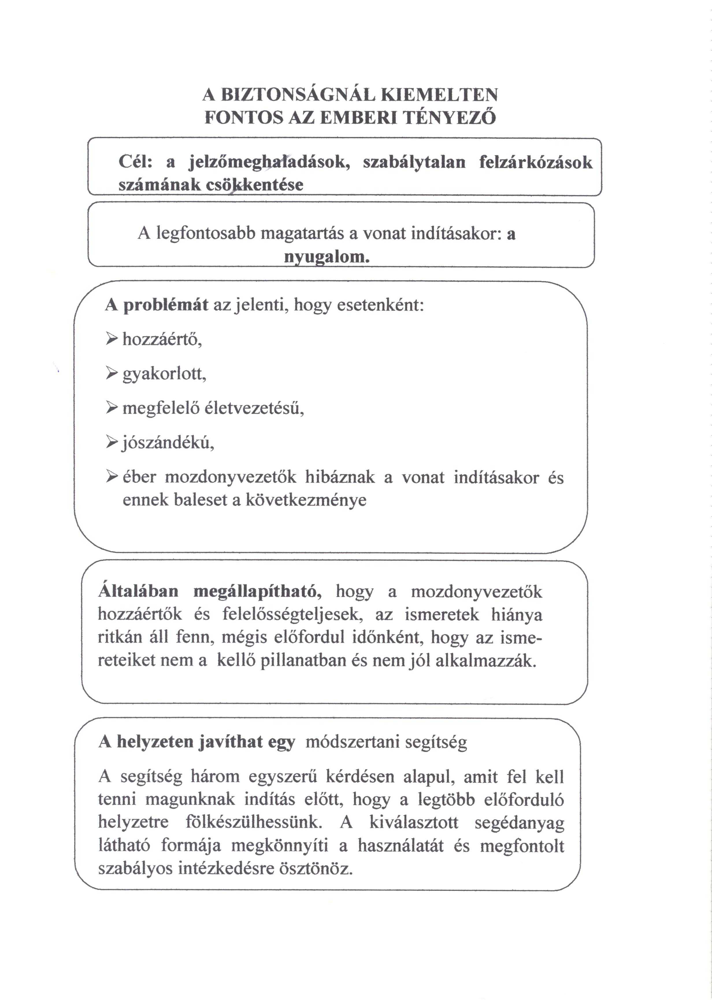 A BIZTONSÁGNÁL KIEMELTEN
FONTOS AZ EMBERI TÉNYEZŐ
Cél: a jelzőmeghaladások, szabálytalan felzárkózások
számának csökkentése
A legfontosabb magatartás a vonat indításakor: a
nyugalom.
A problémát az jelenti, hogy esetenként:
➢ hozzáértő,
➢ gyakorlott,
➢ megfelelő életvezetésű,
➢ jószándékú,
➢ éber mozdonyvezetők hibáznak a vonat indításakor és
ennek baleset a következménye
Általában megállapítható, hogy a mozdonyvezetők
hozzáértők és felelősségteljesek, az ismeretek hiánya
ritkán áll fenn, mégis előfordul időnként, hogy az isme-
reteiket nem a kellő pillanatban és nem jól alkalmazzák.
A helyzeten javíthat egy módszertani segítség
A segítség három egyszerű kérdésen alapul, amit fel kell
tenni magunknak indítás előtt, hogy a legtöbb előforduló
helyzetre fölkészülhessünk. A kiválasztott segédanyag
látható formája megkönnyíti a használatát és megfontolt
szabályos intézkedésre ösztönöz.